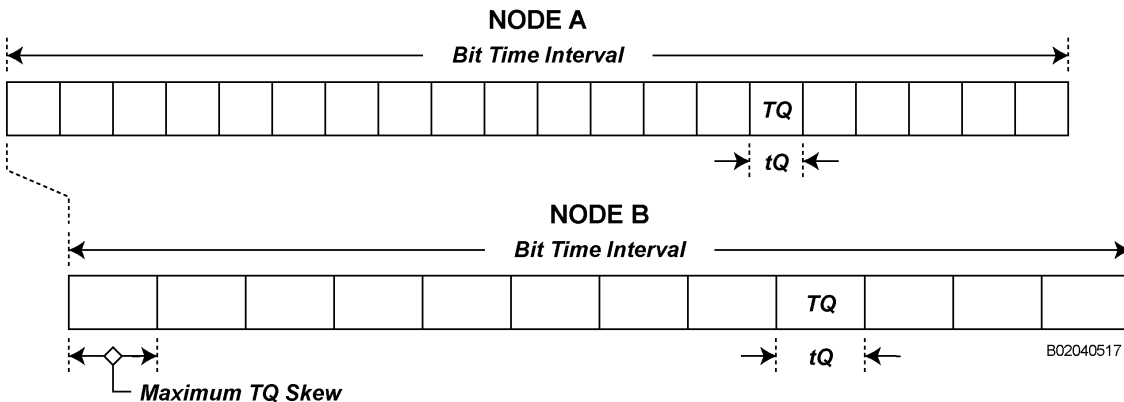 NODE A
Bit Time Interval
TQ
tQ
NODE B
Bit Time Interval
TQ
tQ
B02040517
Maximum TQ Skew